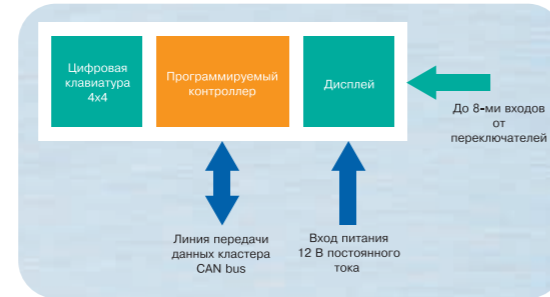 Цифровая
клавиатура
4x4
Программируемый
контроллер
Дисплей
До 8-ми входов
от
переключателей
Линия передачи
данных кластера
CAN bus
Вход питания
12 В постоянного
тока